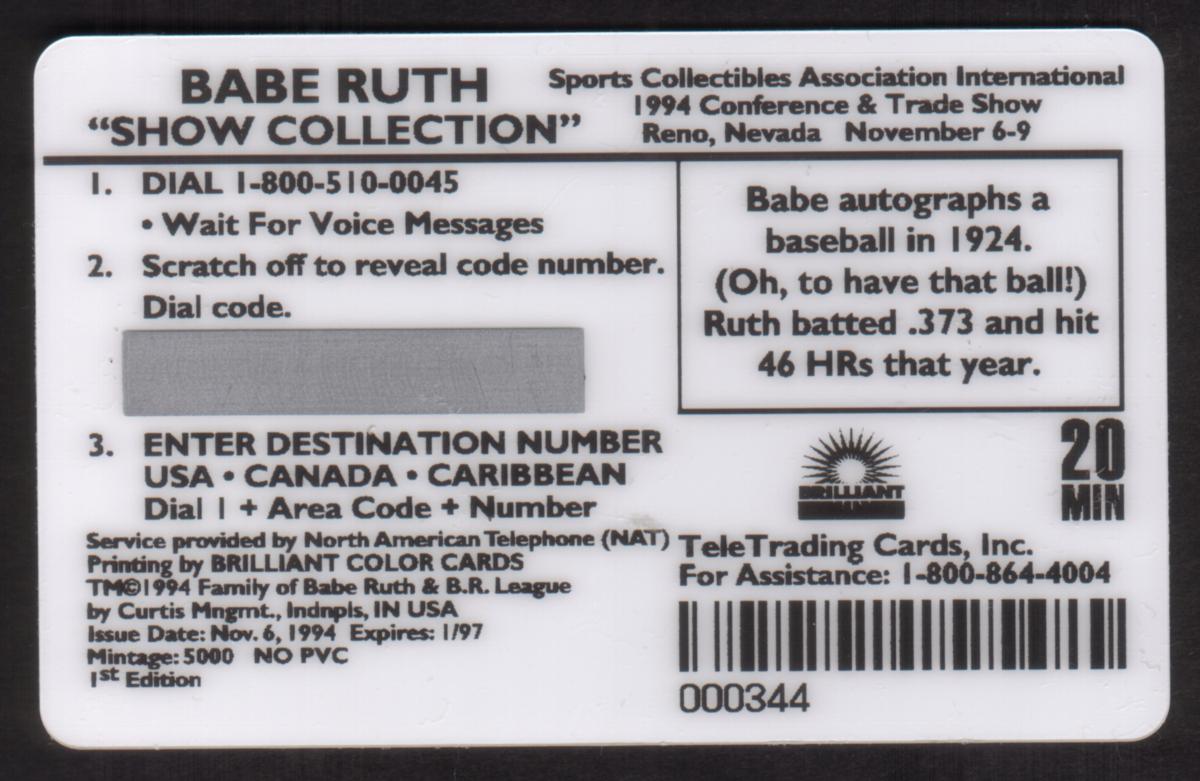 BABE RUTH
“SHOW COLLECTION”
Sports Collectibles Association International
1994 Conference & Trade Show
Reno, Nevada November 6-9
1. DIAL 1-800-510-0045
• Wait For Voice Messages
2. Scratch off to reveal code number.
Dial code.
3. ENTER DESTINATION NUMBER
USA • CANADA • CARIBBEAN
Dial 1 + Area Code + Number
Service provided by North American Telephone (NAT)
Printing by BRILLIANT COLOR CARDS
TM©1994 Family of Babe Ruth & B.R. League
by Curtis Mngmt., Indnpls, IN USA
Issue Date: Nov. 6, 1994 Expires: 1/97
Mintage: 5000 NO PVC
1st Edition
Babe autographs a
baseball in 1924.
(Oh, to have that ball!)
Ruth batted .373 and hit
46 HRs that year.
BRILLIANT
20
MIN
TeleTrading Cards, Inc.
For Assistance: 1-800-864-4004
000344